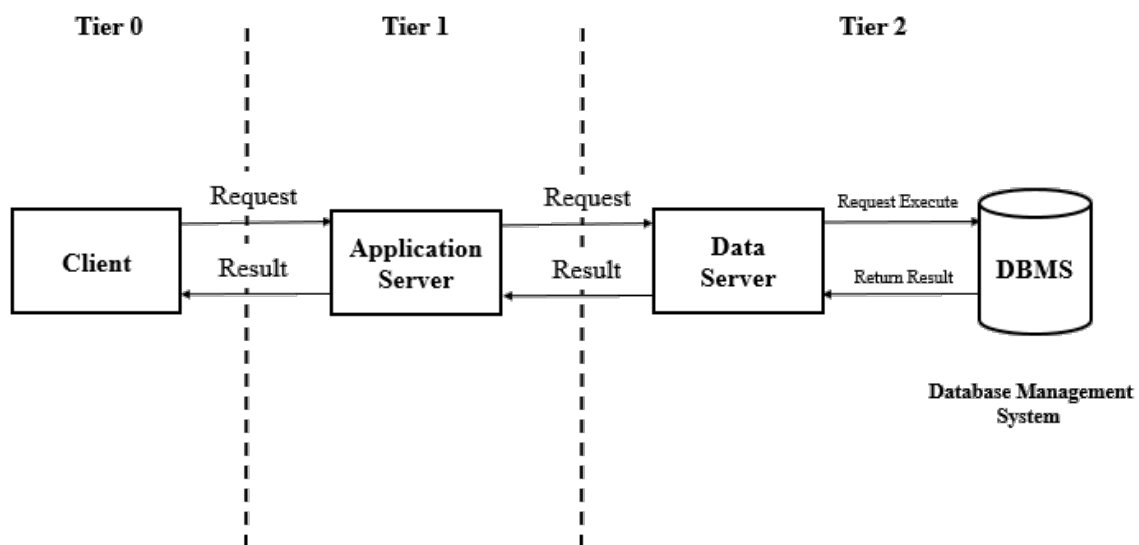 Tier 0
Tier 1
Tier 2
Request
Request
Request Execute
Client
Application
Server
Data
Server
DBMS
Result
Result
Return Result
Database Management
System